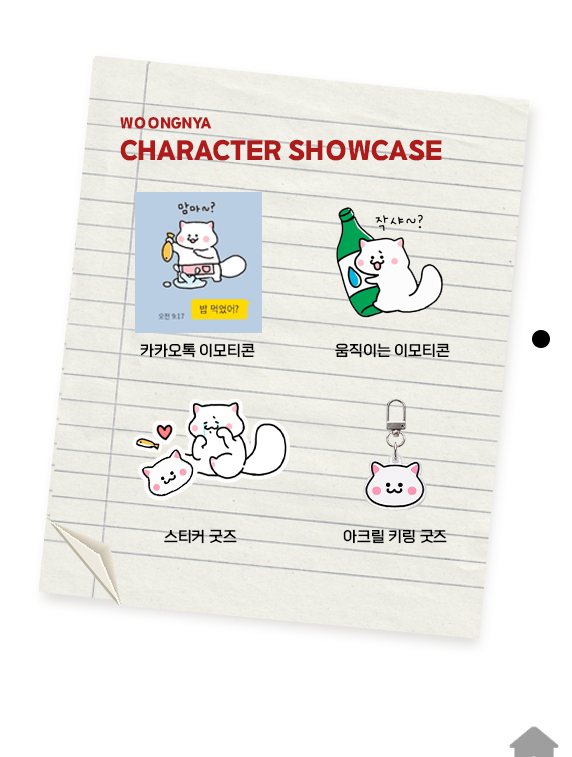 WOONGNYA
CHARACTER SHOWCASE
맘마~?
오전 9:17
밥 먹었어?
작샤~?
카카오톡 이모티콘
움직이는 이모티콘
스티커 굿즈
아크릴 키링 굿즈